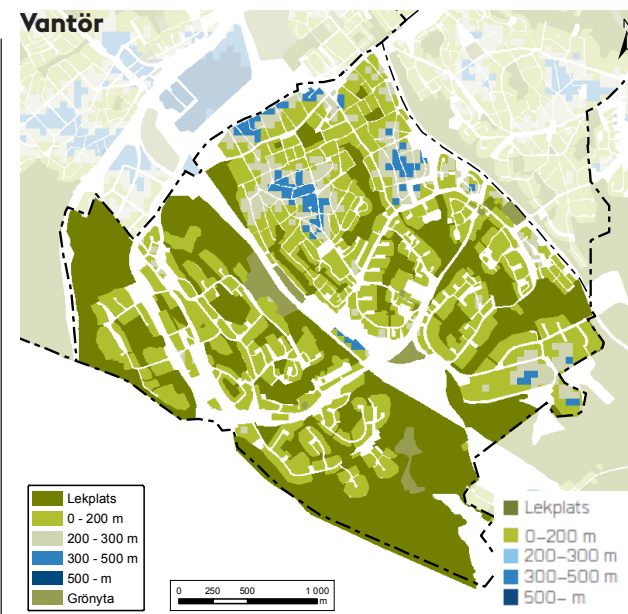 Vantör
N
Lekplats
0 - 200 m
200 - 300 m
300 - 500 m
500 - m
Grönyta
0 250 500 1 000
m
Lekplats
0–200 m
200–300 m
300–500 m
500– m